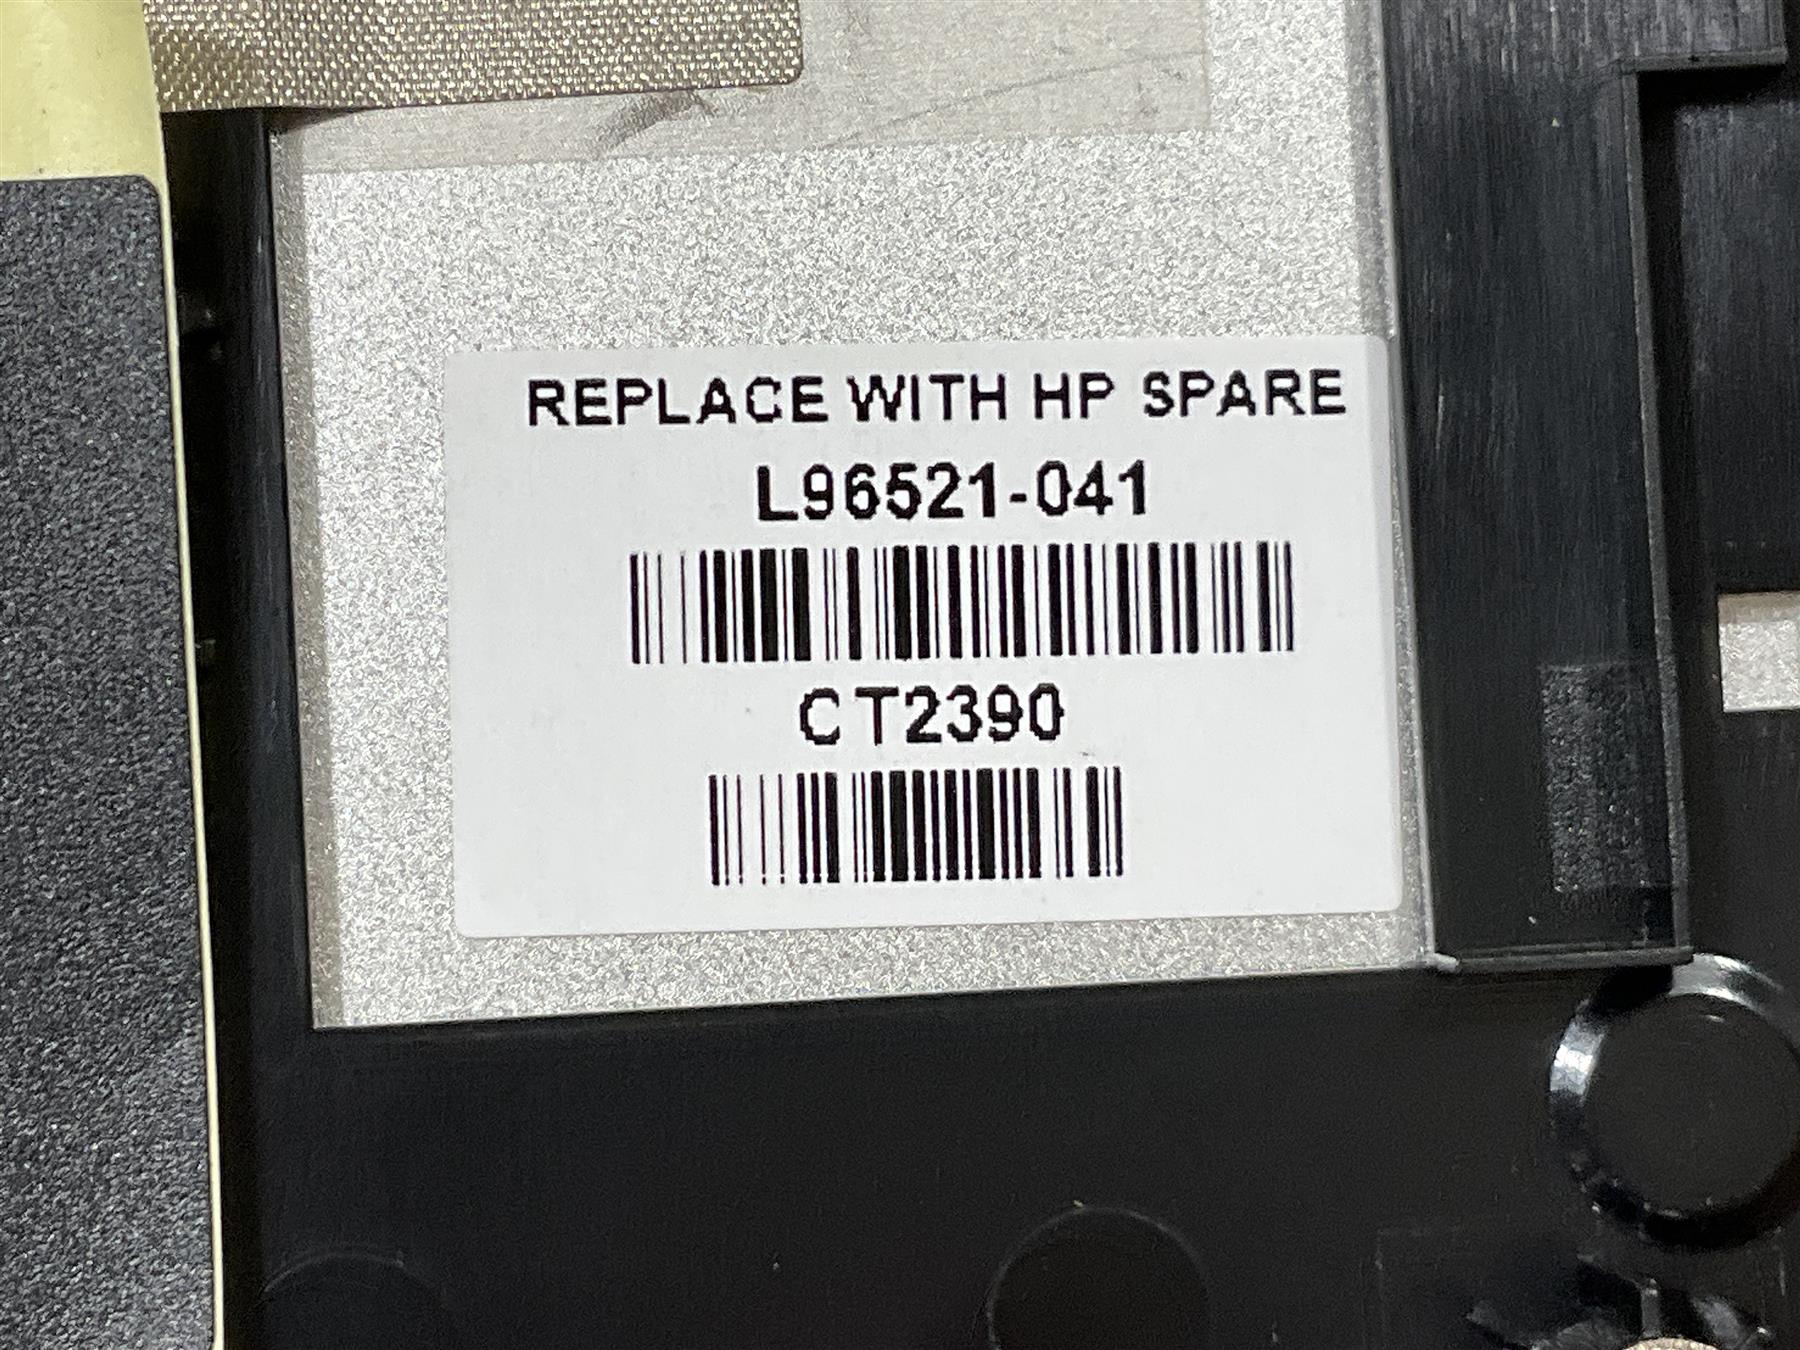 REPLACE WITH HP SPARE
L96521-041
CT2390